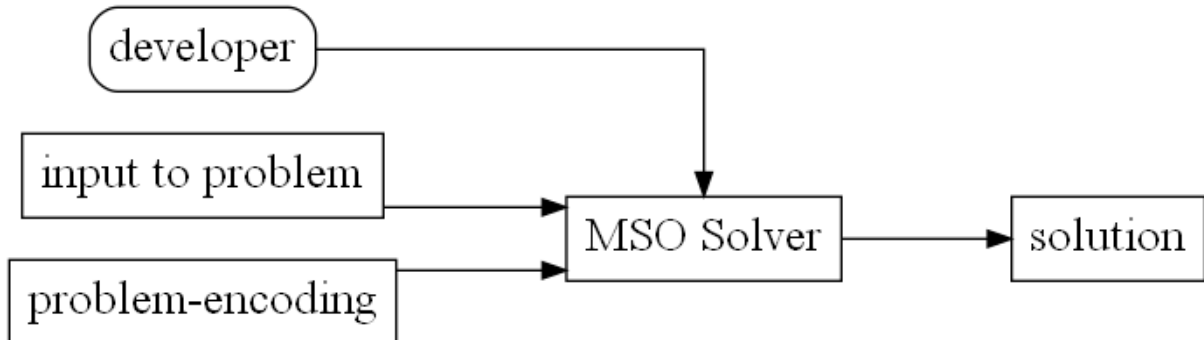 developer
input to problem
MSO Solver
solution
problem-encoding